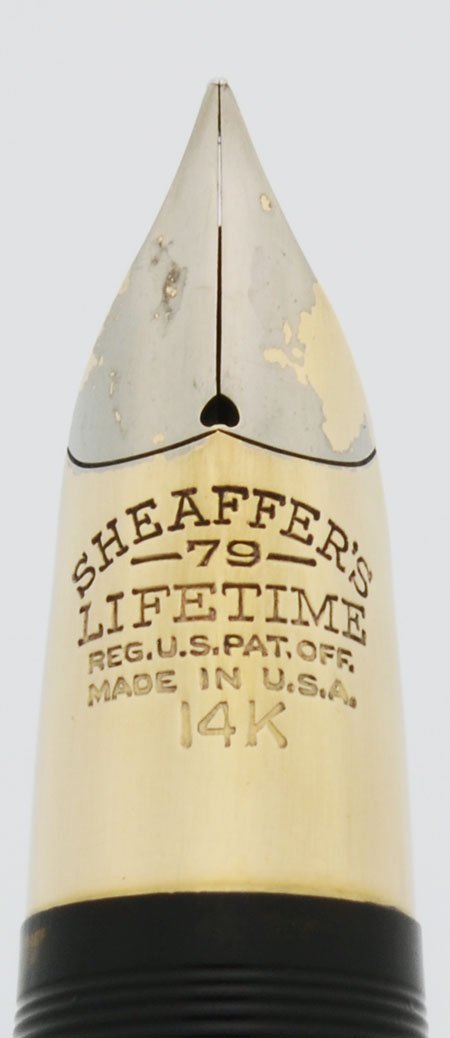 SHEAFFER'S
—79—
LIFETIME
REG.U.S.PAT.OFF.
MADE IN U.S.A.
14K